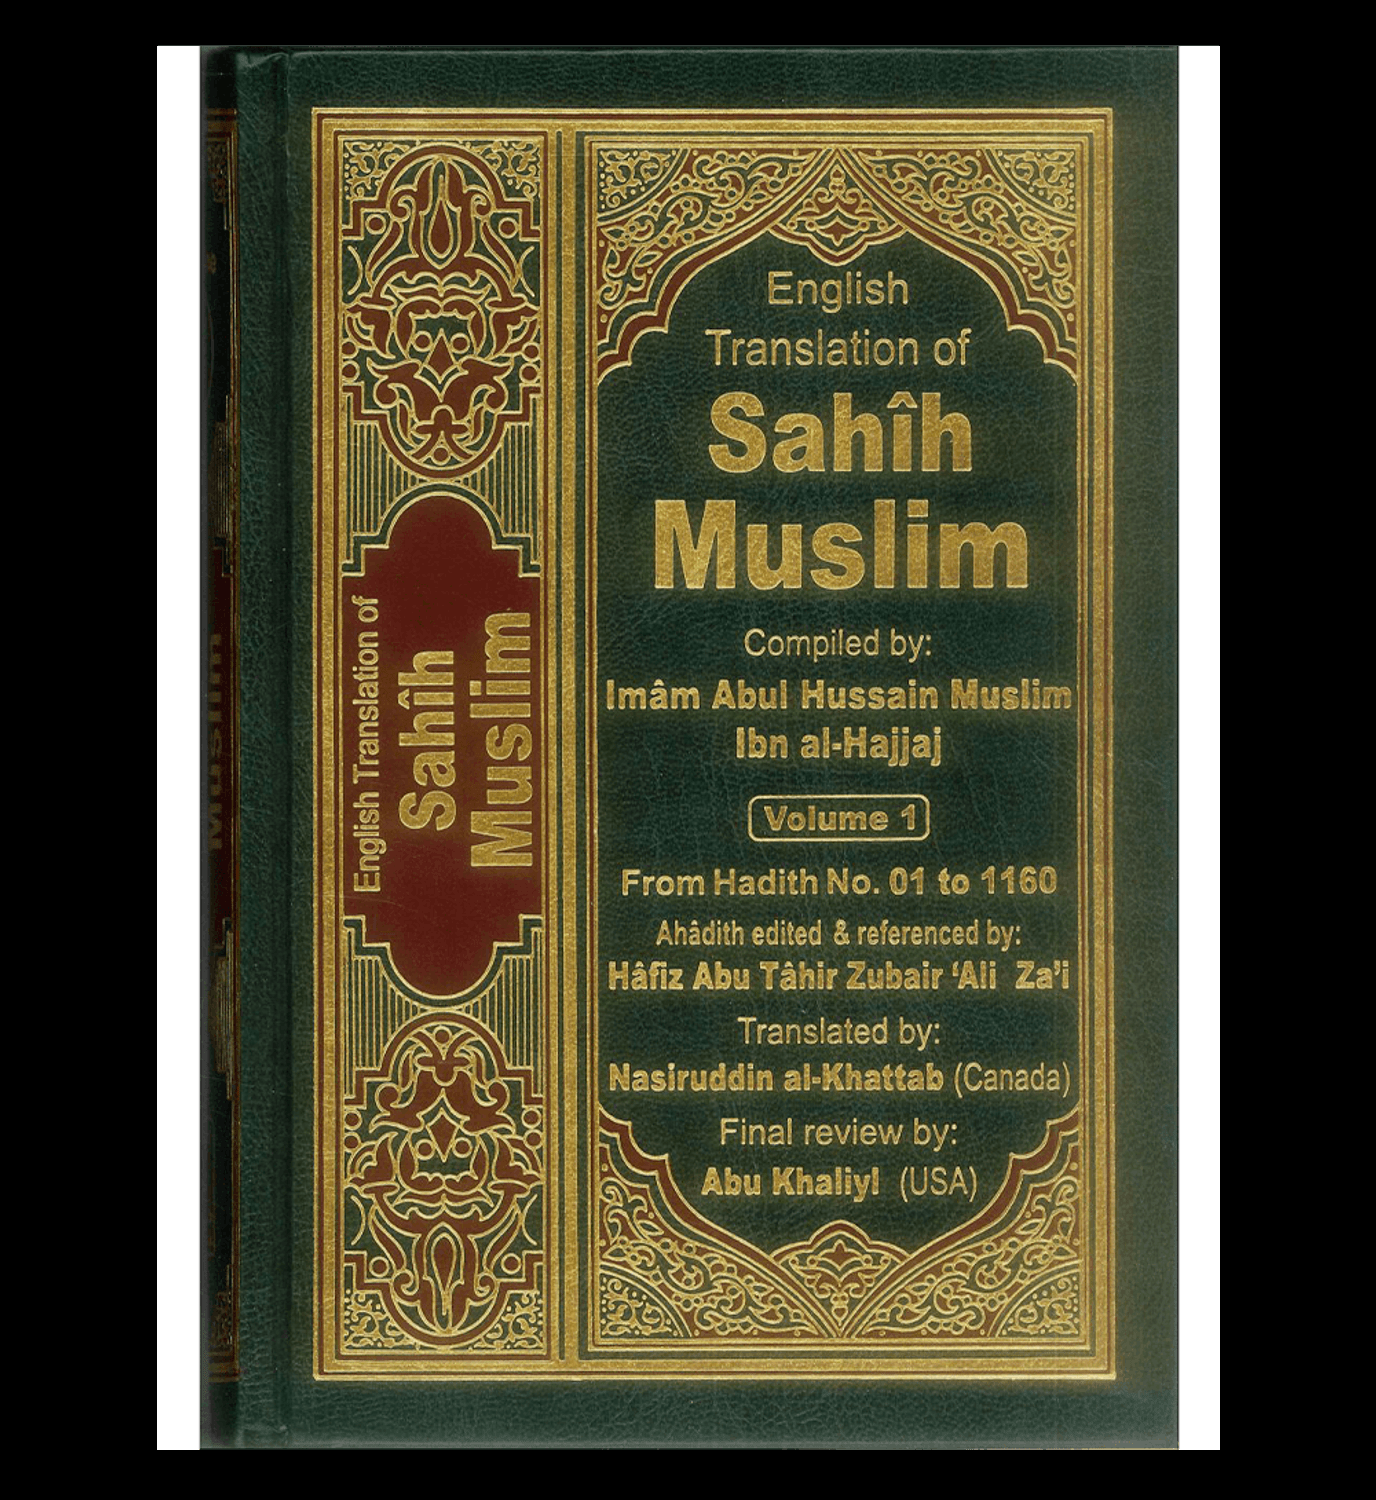 English
Translation of
Sahîh
Muslim
Compiled by:
Imâm Abul Hussain Muslim
Ibn al-Hajjaj
Volume 1
From Hadith No. 01 to 1160
Ahâdith edited & referenced by:
Hâfiz Abu Tâhir Zubair ‘Ali Za’i
Translated by:
Nasiruddin al-Khattab (Canada)
Final review by:
Abu Khaliyl (USA)
English Translation of
Sahîh
Muslim
Muslim